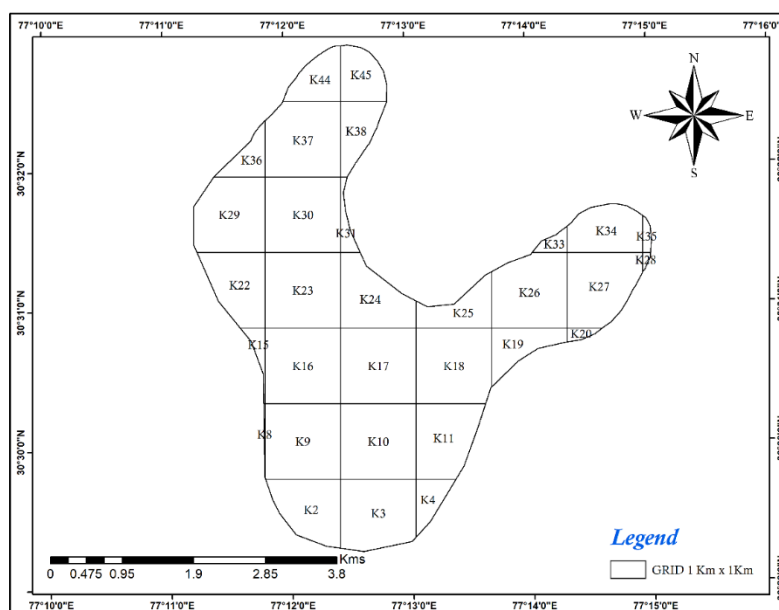 77°10'0"E 77°11'0"E 77°12'0"E 77°13'0"E 77°14'0"E 77°15'0"E 77°16'0"E
N
W E
S
K44 K45
K37 K38
K36
30°32'0"N
K29 K30
K31
K34
K33 K35
K28
K22 K23 K24 K25 K26 K27
30°31'0"N
K15 K16 K17 K18 K19 K20
K8 K9 K10 K11
30°30'0"N
K2 K3 K4
Kms
0 0.475 0.95 1.9 2.85 3.8
Legend
GRID 1 Km x 1Km
77°10'0"E 77°11'0"E 77°12'0"E 77°13'0"E 77°14'0"E 77°15'0"E